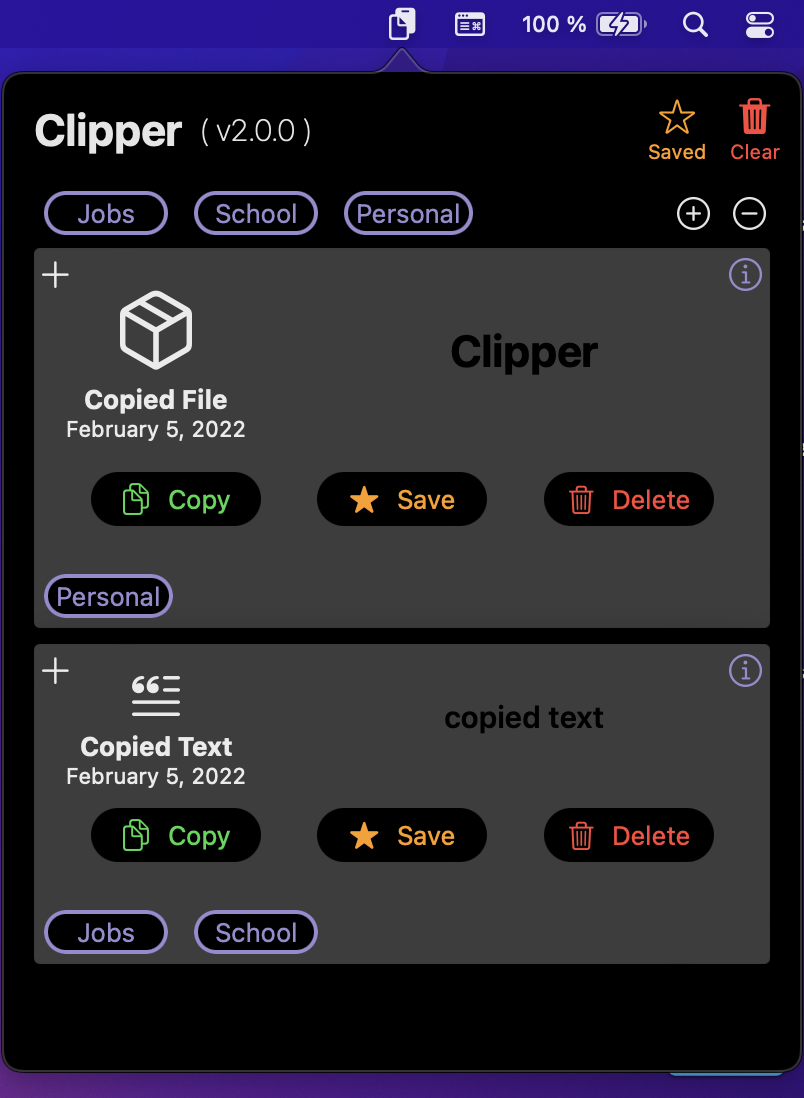 100 %
Clipper ( v2.0.0 )
Saved Clear
Jobs School Personal
Clipper
Copied File
February 5, 2022
Copy Save Delete
Personal
copied text
Copied Text
February 5, 2022
Copy Save Delete
Jobs School